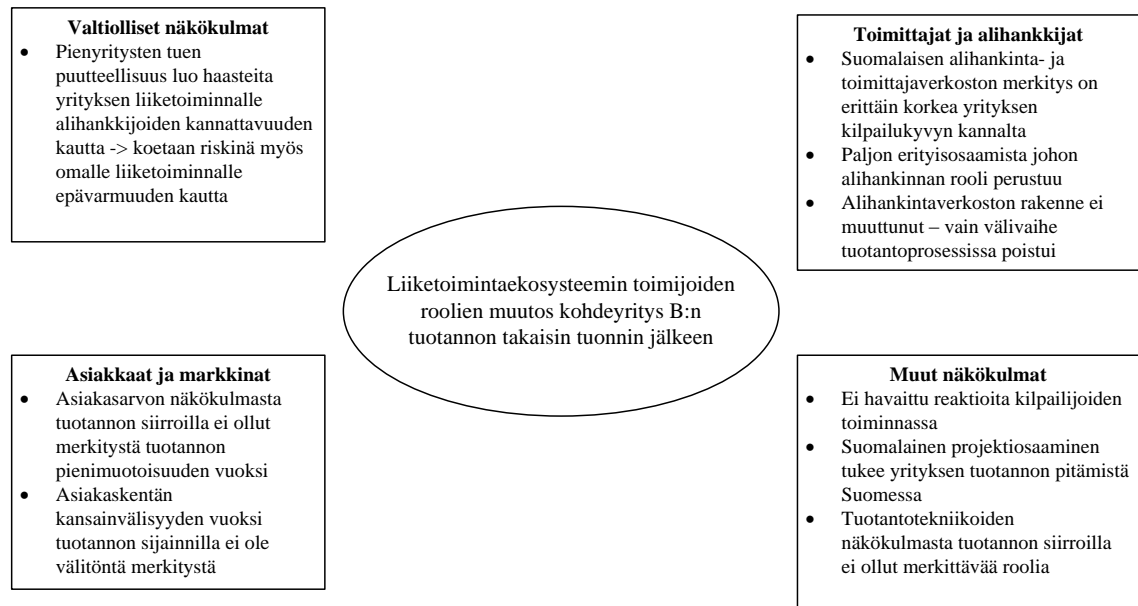 Valtiolliset näkökulmat
• Pienyritysten tuen
puutteellisuus luo haasteita
yrityksen liiketoiminnalle
alihankkijoiden kannattavuuden
kautta -> koetaan riskinä myös
omalle liiketoiminnalle
epävarmuuden kautta
Toimittajat ja alihankkijat
• Suomalaisen alihankinta- ja
toimittajaverkoston merkitys on
erittäin korkea yrityksen
kilpailukyvyn kannalta
• Paljon erityisosaamista johon
alihankinnan rooli perustuu
• Alihankintaverkoston rakenne ei
muuttunut – vain välivaihe
tuotantoprosessissa poistui
Liiketoimintaekosysteemin toimijoiden
roolien muutos kohdeyritys B:n
tuotannon takaisin tuonnin jälkeen
Asiakkaat ja markkinat
• Asiakasarvon näkökulmasta
tuotannon siirroilla ei ollut
merkitystä tuotannon
pienimuotoisuuden vuoksi
• Asiakaskentän
kansainvälisyyden vuoksi
tuotannon sijainnilla ei ole
välitöntä merkitystä
Muut näkökulmat
• Ei havaittu reaktioita kilpailijoiden
toiminnassa
• Suomalainen projektiosaaminen
tukee yrityksen tuotannon pitämistä
Suomessa
• Tuotantotekniikoiden
näkökulmasta tuotannon siirroilla
ei ollut merkittävää roolia